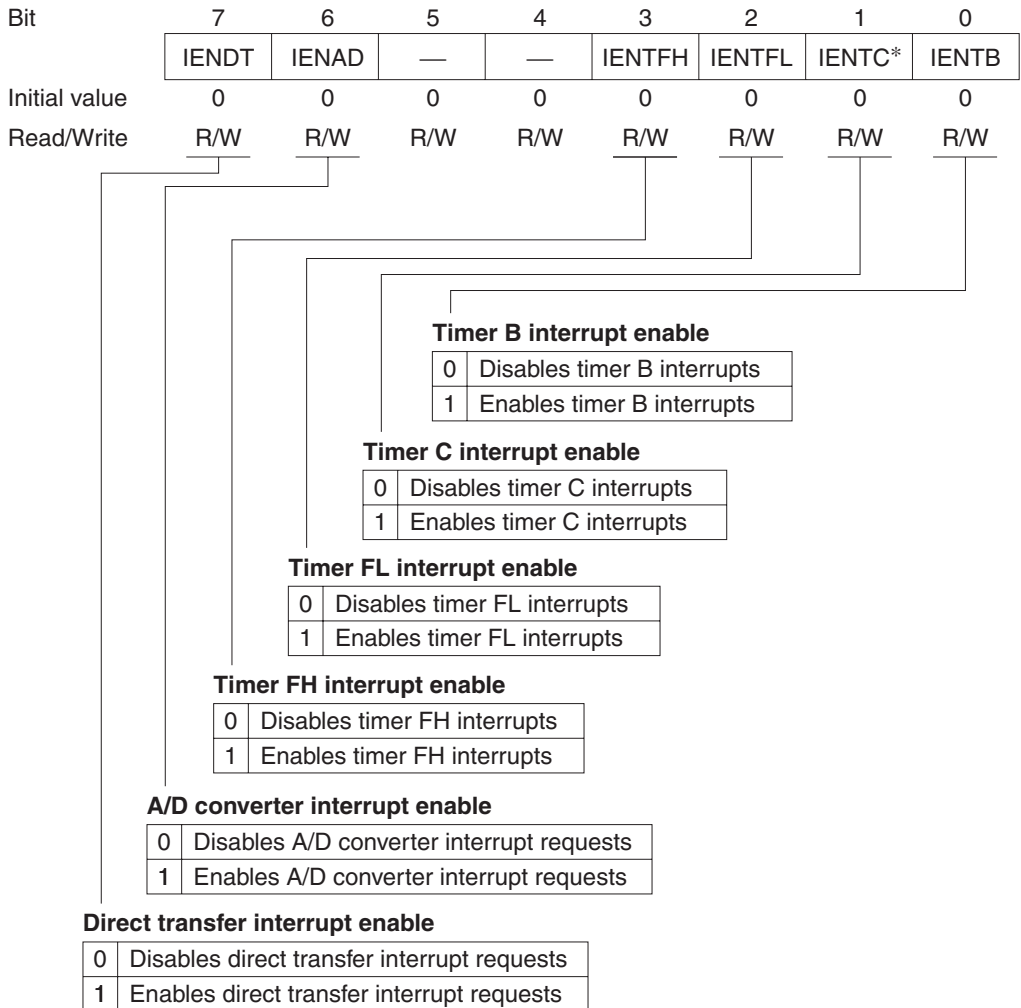 Bit 7 6 5 4 3 2 1 0
IENDT IENAD — — IENTFH IENTFL IENTC* IENTB
Initial value 0 0 0 0 0 0 0 0
Read/Write R/W R/W R/W R/W R/W R/W R/W R/W
Timer B interrupt enable
0 Disables timer B interrupts
1 Enables timer B interrupts
Timer C interrupt enable
0 Disables timer C interrupts
1 Enables timer C interrupts
Timer FL interrupt enable
0 Disables timer FL interrupts
1 Enables timer FL interrupts
Timer FH interrupt enable
0 Disables timer FH interrupts
1 Enables timer FH interrupts
A/D converter interrupt enable
0 Disables A/D converter interrupt requests
1 Enables A/D converter interrupt requests
Direct transfer interrupt enable
0 Disables direct transfer interrupt requests
1 Enables direct transfer interrupt requests